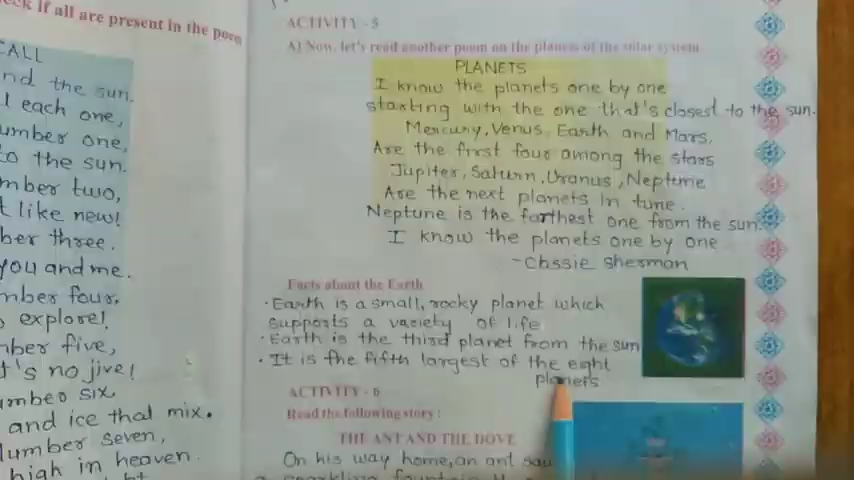 eck if all are present in the poem
CALL
nd the sun.
l each one,
umber one,
to the sun.
mber two,
t like new!
ber three.
you and me.
mber four,
explore!
nber five,
t's no jive!
umber six
and ice that mix.
Number seven,
high in heaven.
ACTIVITY - 5
A) Now, let's read another poem on the planets of the solar system
PLANETS
I know the planets one by one
starting with the one that's closest to the sun.
Mercuny, Venus, Earth and Mars,
Are the first four among the stars
Jupiter, Saturn, Uranus, Neptune
Are the next planets in tune.
Neptune is the farthest one from the sun.
I know the planets one by one
-Cassie Sherman
Facts about the Earth
• Earth is a small, rocky planet which
supports a variety of life
• Earth is the third planet from the sun
• It is the fifth largest of the eight
planets
ACTIVITY - 6
Read the following story :
THE ANT AND THE DOVE
On his way home, an ant saw
a sparkling fountain